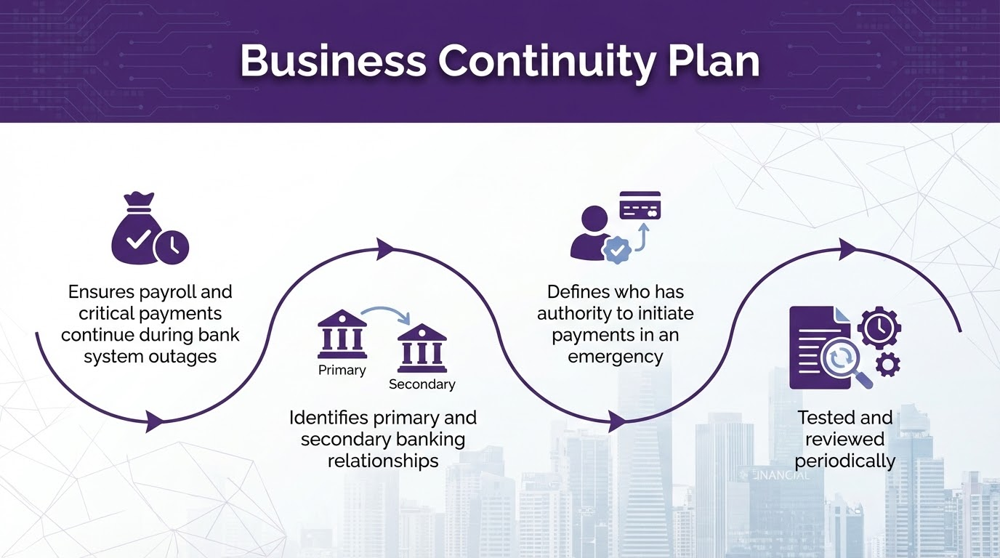 Business Continuity Plan
Ensures payroll and
critical payments
continue during bank
system outages
Primary
Secondary
Identifies primary and
secondary banking
relationships
Defines who has
authority to initiate
payments in an
emergency
Tested and
reviewed
periodically
FINANCIAL